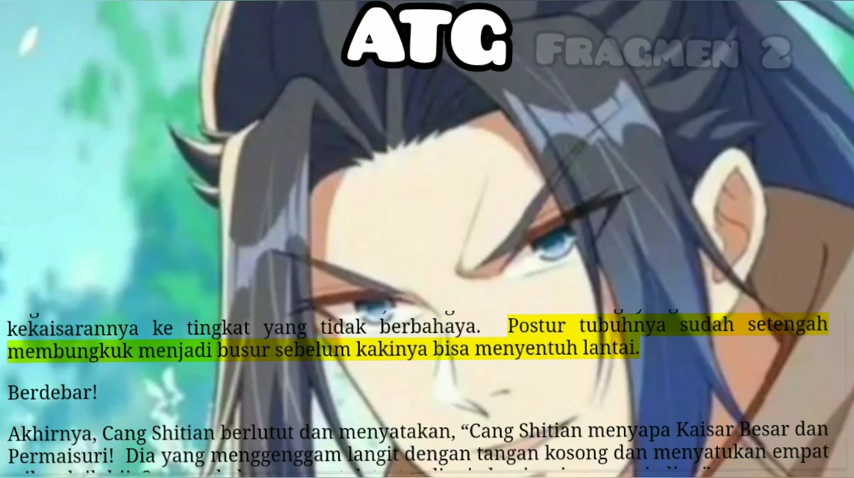 ATG FRAGMEN 2
kekaisarannya ke tingkat yang tidak berbahaya. Postur tubuhnya sudah setengah
membungkuk menjadi busur sebelum kakinya bisa menyentuh lantai.
Berdebar!
Akhirnya, Cang Shitian berlutut dan menyatakan, “Cang Shitian menyapa Kaisar Besar dan
Permaisuri! Dia yang menggenggam langit dengan tangan kosong dan menyatukan empat